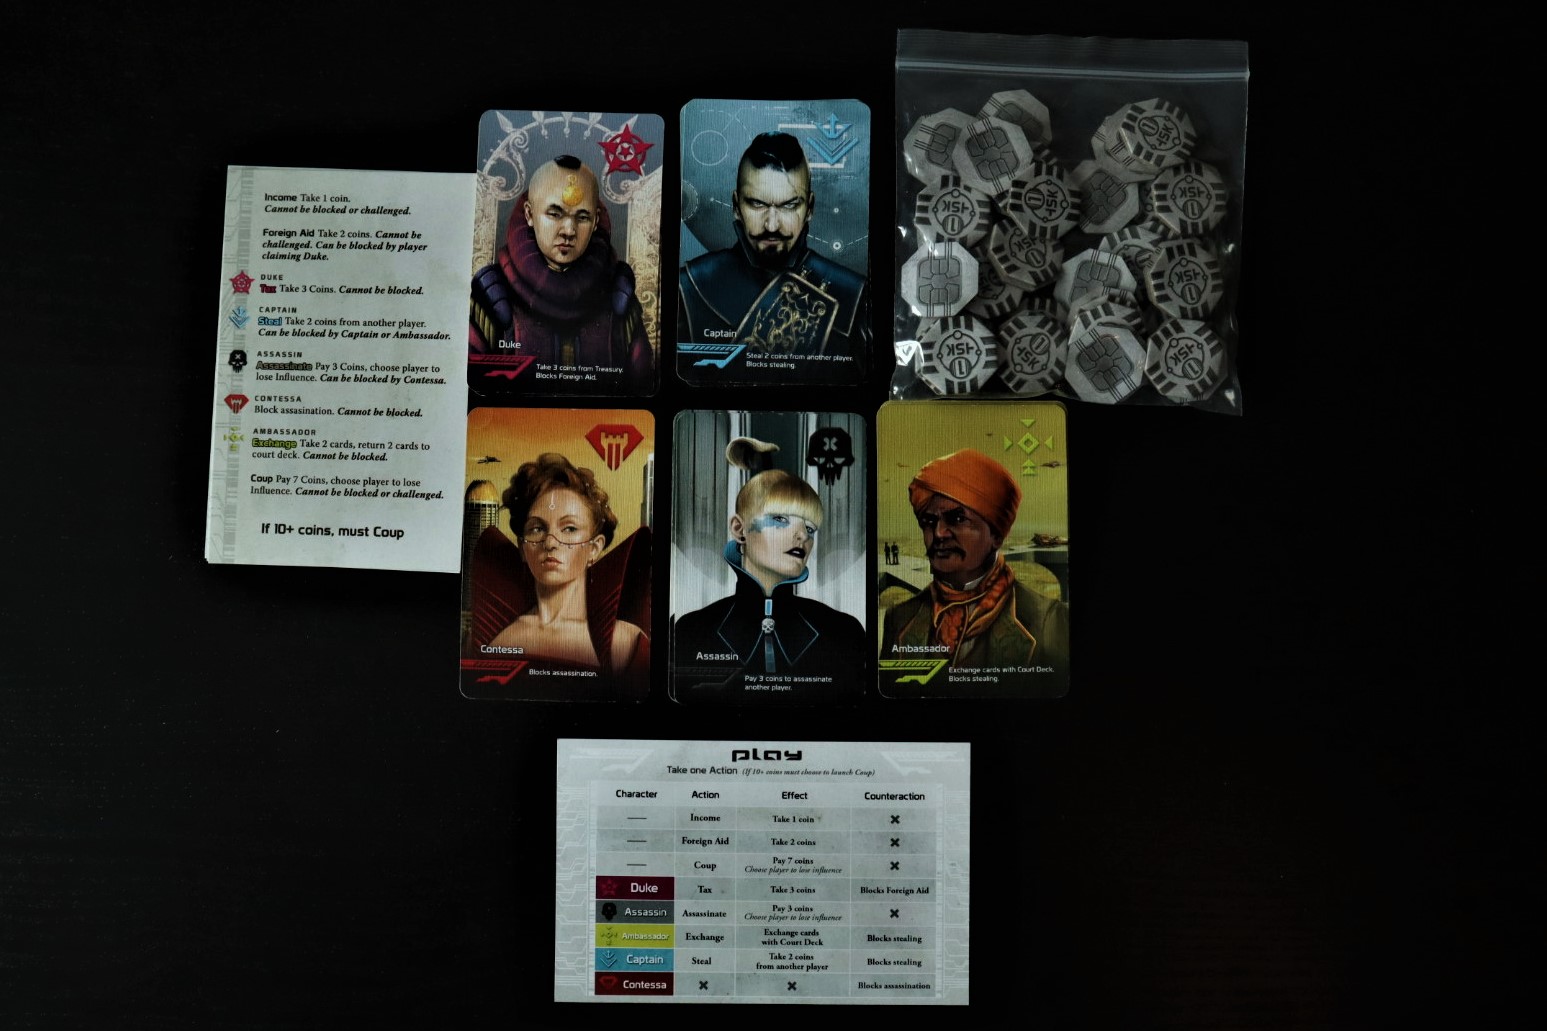 Income Take 1 coin.
Cannot be blocked or challenged.
Foreign Aid Take 2 coins. Cannot be
challenged. Can be blocked by player
claiming Duke.
DUKE
Tax Take 3 Coins. Cannot be blocked.
CAPTAIN
Steal Take 2 coins from another player.
Can be blocked by Captain or Ambassador.
ASSASSIN
Assassinate Pay 3 Coins, choose player to
lose Influence. Can be blocked by Contessa.
CONTESSA
Block assasination. Cannot be blocked.
AMBASSADOR
Exchange Take 2 cards, return 2 cards to
court deck. Cannot be blocked.
Coup Pay 7 Coins, choose player to lose
Influence. Cannot be blocked or challenged.
If 10+ coins, must Coup
Duke
Take 3 coins from Treasury.
Blocks Foreign Aid.
Captain
Steal 2 coins from another player.
Blocks stealing.
Contessa
Blocks assassination.
Assassin
Pay 3 coins to assassinate
another player.
Ambassador
Exchange cards with Court Deck.
Blocks stealing.
play
Take one Action (If 10+ coins must choose to launch Coup)
Character Action Effect Counteraction
Income Take 1 coin
Foreign Aid Take 2 coins
Coup Pay 7 coins
Choose player to lose influence
Duke Tax Take 3 coins Blocks Foreign Aid
Assassin Assassinate Pay 3 coins
Choose player to lose influence
Ambassador Exchange Exchange cards
with Court Deck Blocks stealing
Captain Steal Take 2 coins
from another player Blocks stealing
Contessa Blocks assassination